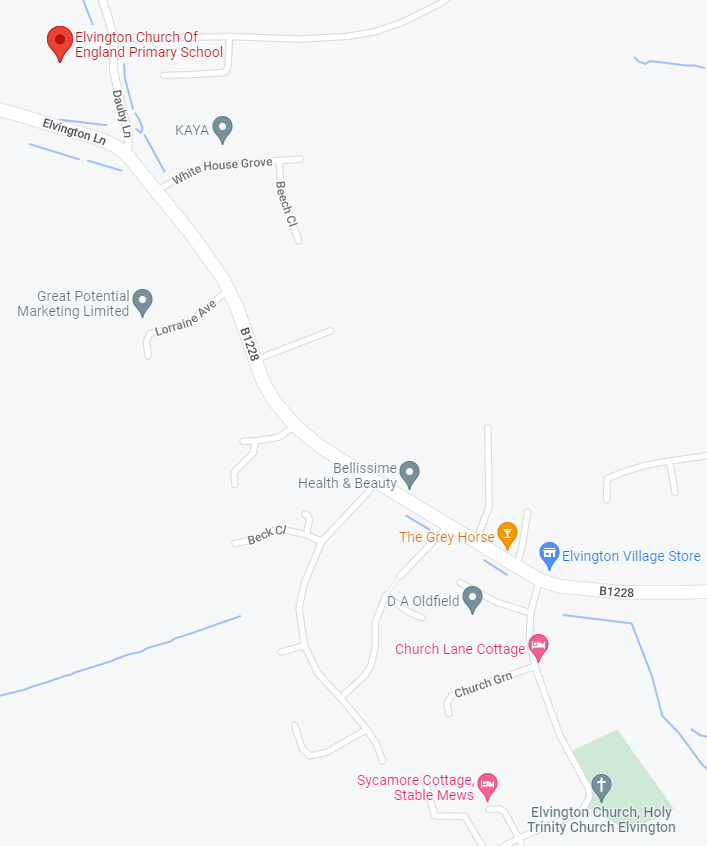 Elvington Church Of
England Primary School
Dauby Ln
Elvington Ln
KAYA
White House Grove
Beech Cl
Great Potential
Marketing Limited
Lorraine Ave
B1228
Bellissime
Health & Beauty
Beck Cl
The Grey Horse
Elvington Village Store
B1228
D A Oldfield
Church Lane Cottage
Church Grn
Sycamore Cottage,
Stable Mews
Elvington Church, Holy
Trinity Church Elvington